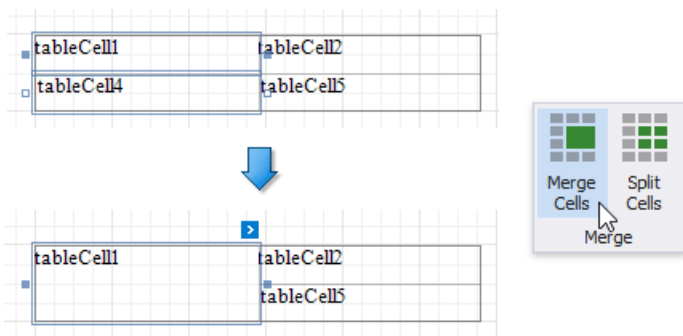 tableCell1 tableCell2
tableCell4 tableCell5
Merge Cells
Split Cells
Merge
tableCell1 tableCell2
tableCell5